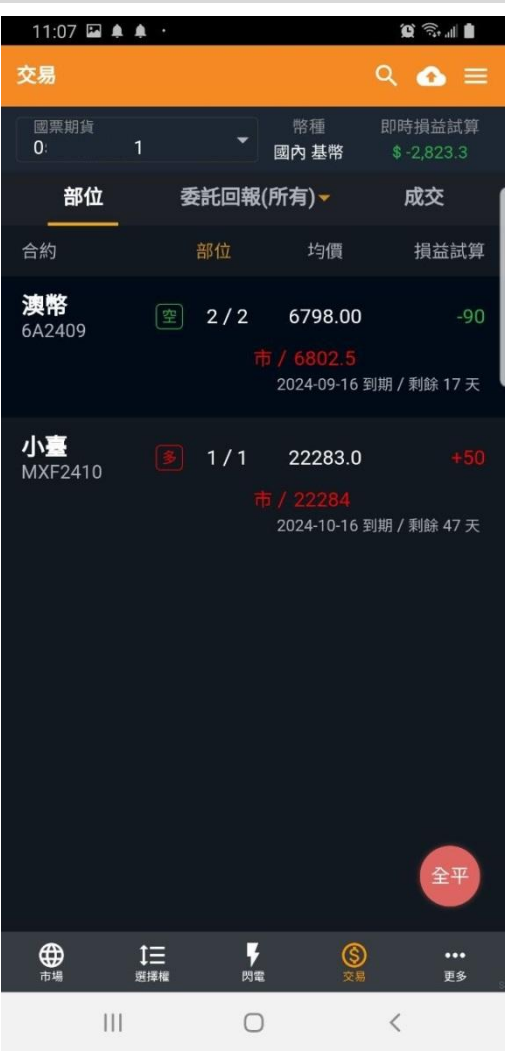 11:07
交易
國票期貨 幣種 即時損益試算
0: 1 國內 基幣 $ -2,823.3
部位 委託回報(所有) 成交
合約 部位 均價 損益試算
澳幣 空 2 / 2 6798.00 -90
6A2409
市 / 6802.5
2024-09-16 到期 / 剩餘 17 天
小臺 多 1 / 1 22283.0 +50
MXF2410
市 / 22284
2024-10-16 到期 / 剩餘 47 天
全平
市場 選擇權 閃電 交易 更多